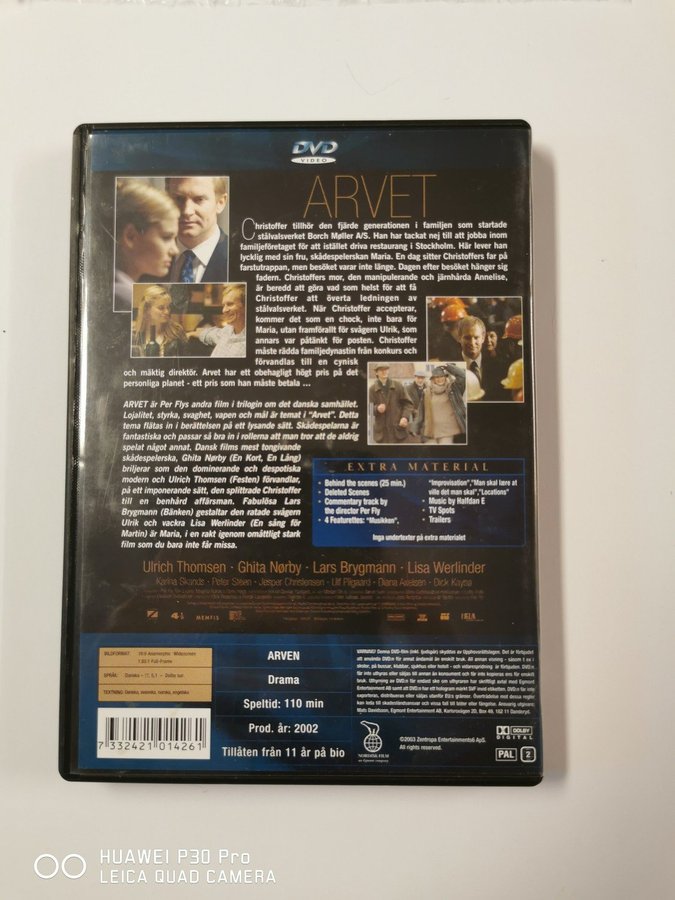 DVD
VIDEO
ARVET
Christoffer tillhör den fjärde generationen i familjen som startade
stålvalsverket Borch Møller A/S. Han har tackat nej till att jobba inom
familjeföretaget för att istället driva restaurang i Stockholm. Här lever han
lycklig med sin fru, skådespelerskan Maria. En dag sitter Christoffers far på
farstutrappan, men besöket varar inte länge. Dagen efter besöket hänger sig
fadern. Christoffers mor, den manipulerande och järnhårda Annelise,
är beredd att göra vad som helst för att få
Christoffer att överta ledningen av
stålvalsverket. När Christoffer accepterar,
kommer det som en chock, inte bara för
Maria, utan framförallt för svågern Ulrik, som
annars var påtänkt för posten. Christoffer
måste rädda familjedynastin från konkurs och
förvandlas till en cynisk
och mäktig direktör. Arvet har ett obehagligt högt pris på det
personliga planet - ett pris som han måste betala ...
ARVET är Per Flys andra film i trilogin om det danska samhället.
Lojalitet, styrka, svaghet, vapen och mål är temat i "Arvet". Detta
tema flätas in i berättelsen på ett lysande sätt. Skådespelarna är
fantastiska och passar så bra in i rollerna att man tror att de aldrig
spelat något annat. Dansk films mest tongivande
skådespelerska, Ghita Nørby (En Kort, En Lång)
briljerar som den dominerande och despotiska
modern och Ulrich Thomsen (Festen) förvandlar,
på ett imponerande sätt, den splittrade Christoffer
till en benhård affärsman. Fabulösa Lars
Brygmann (Bänken) gestaltar den ratade svågern
Ulrik och vackra Lisa Werlinder (En sång för
Martin) är Maria, i en rakt igenom omåttligt stark
film som du bara inte får missa.
EXTRA MATERIAL
• Behind the scenes (25 min.)
• Deleted Scenes
• Commentary track by
the director Per Fly
• 4 Featurettes: "Musikken",
"Improvisation","Man skal lære at
ville det man skal","Locations"
• Music by Halfdan E
• TV Spots
• Trailers
Inga undertexter på extra materialet
Ulrich Thomsen · Ghita Nørby · Lars Brygmann · Lisa Werlinder
Karina Skands · Peter Steen · Jesper Christensen · Ulf Pilgaard · Diana Axelsen · Dick Kaysø
BILDFORMAT:
SPRÅK:
TEXTNING: Danska, svenska, norska, engelska
7 332421 014261
ARVEN
Drama
Speltid: 110 min
Prod. år: 2002
Tillåten från 11 år på bio
NORDISK FILM
©2003 Zentropa Entertainments6 ApS.
All rights reserved.
DOLBY
DIGITAL
PAL
2
HUAWEI P30 Pro
LEICA QUAD CAMERA